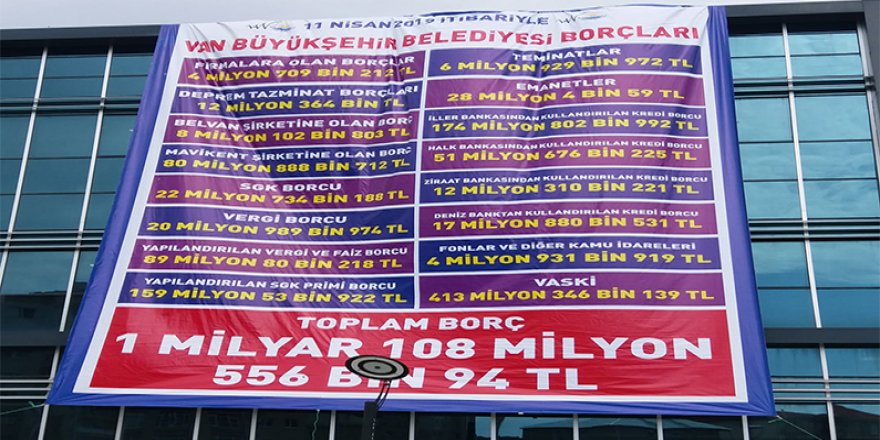 11 NİSAN 2019 İTİBARİYLE
VAN BÜYÜKŞEHİR BELEDİYESİ BORÇLARI
FİRMALARA OLAN BORÇLAR
4 MİLYON 709 BİN 212 TL
DEPREM TAZMİNAT BORÇLARI
12 MİLYON 364 BİN TL
BELVAN ŞİRKETİNE OLAN BORÇ
8 MİLYON 102 BİN 803 TL
MAVİKENT ŞİRKETİNE OLAN BORÇ
80 MİLYON 888 BİN 712 TL
SGK BORCU
22 MİLYON 734 BİN 188 TL
VERGİ BORCU
20 MİLYON 989 BİN 974 TL
YAPILANDIRILAN VERGİ VE FAİZ BORCU
89 MİLYON 80 BİN 218 TL
YAPILANDIRILAN SGK PRİMİ BORCU
159 MİLYON 53 BİN 922 TL
TEMİNATLAR
6 MİLYON 929 BİN 972 TL
EMANETLER
28 MİLYON 4 BİN 59 TL
İLLER BANKASINDAN KULLANDIRILAN KREDİ BORCU
174 MİLYON 802 BİN 992 TL
HALK BANKASINDAN KULLANDIRILAN KREDİ BORCU
51 MİLYON 676 BİN 225 TL
ZİRAAT BANKASINDAN KULLANDIRILAN KREDİ BORCU
12 MİLYON 310 BİN 221 TL
DENİZ BANKTAN KULLANDIRILAN KREDİ BORCU
17 MİLYON 880 BİN 531 TL
FONLAR VE DİĞER KAMU İDARELERİ
4 MİLYON 931 BİN 919 TL
VASKİ
413 MİLYON 346 BİN 139 TL
TOPLAM BORÇ
1 MİLYAR 108 MİLYON
556 BİN 94 TL